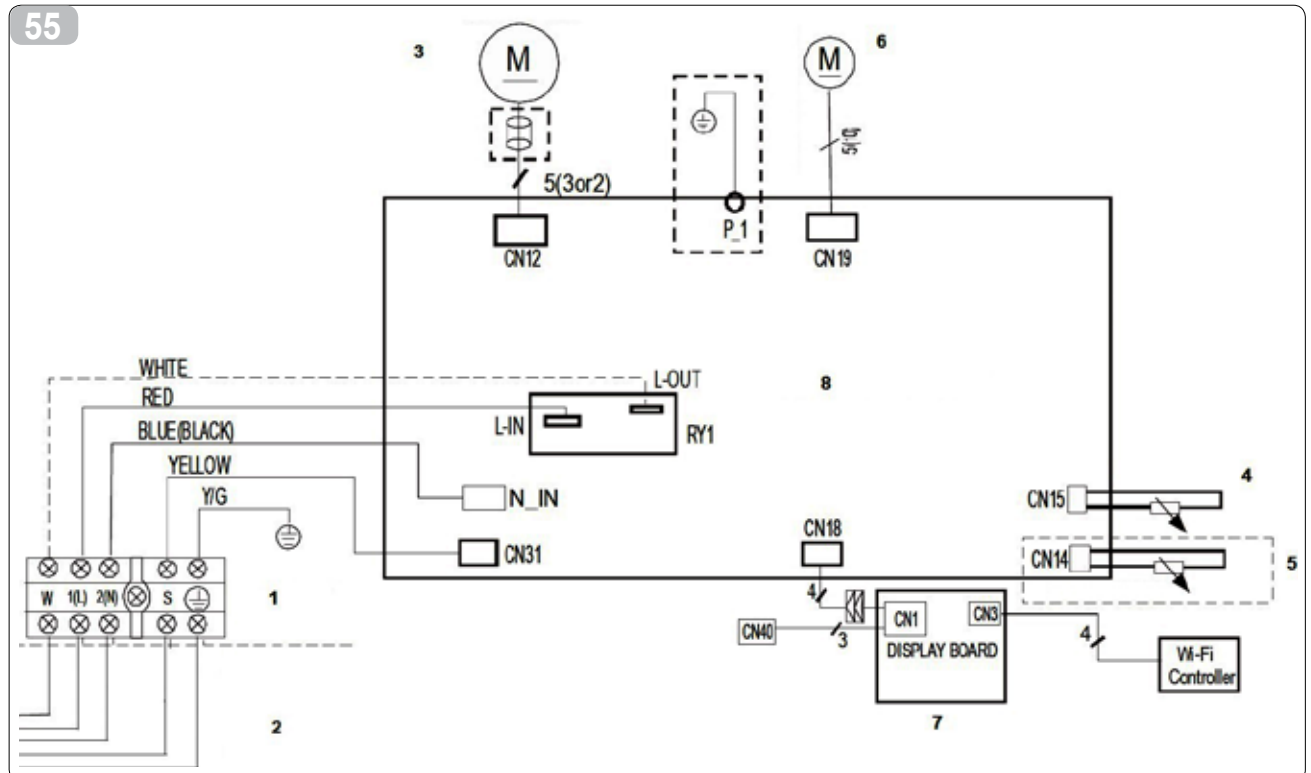 55
3
M
6
M
5(3or2)
P_1
CN12
CN19
WHITE
L-OUT
8
RED
L-IN
RY1
BLUE(BLACK)
YELLOW
4
Y/G
N_IN
CN15
CN18
CN31
CN14
5
W 1(L) 2(N) S
1
4
CN1
CN3
CN40
3
DISPLAY BOARD
4
Wi-Fi
Controller
2
7